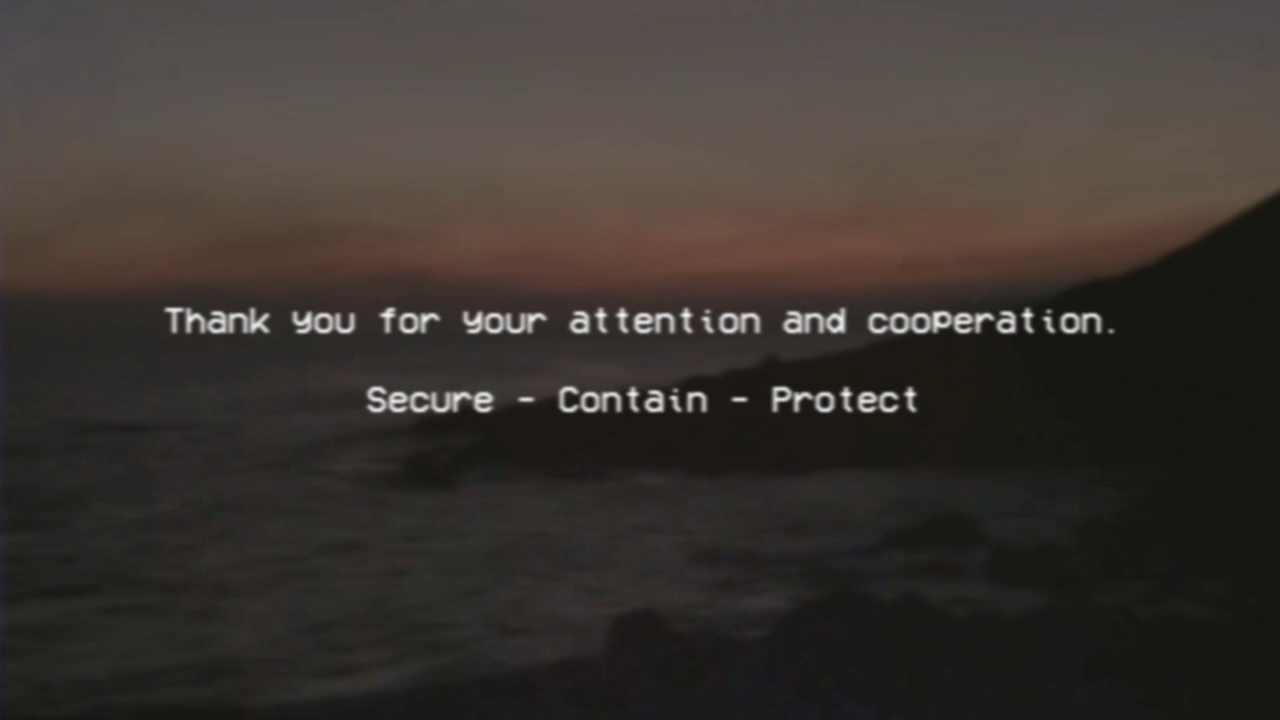 Thank you for your attention and cooperation.
Secure - Contain - Protect